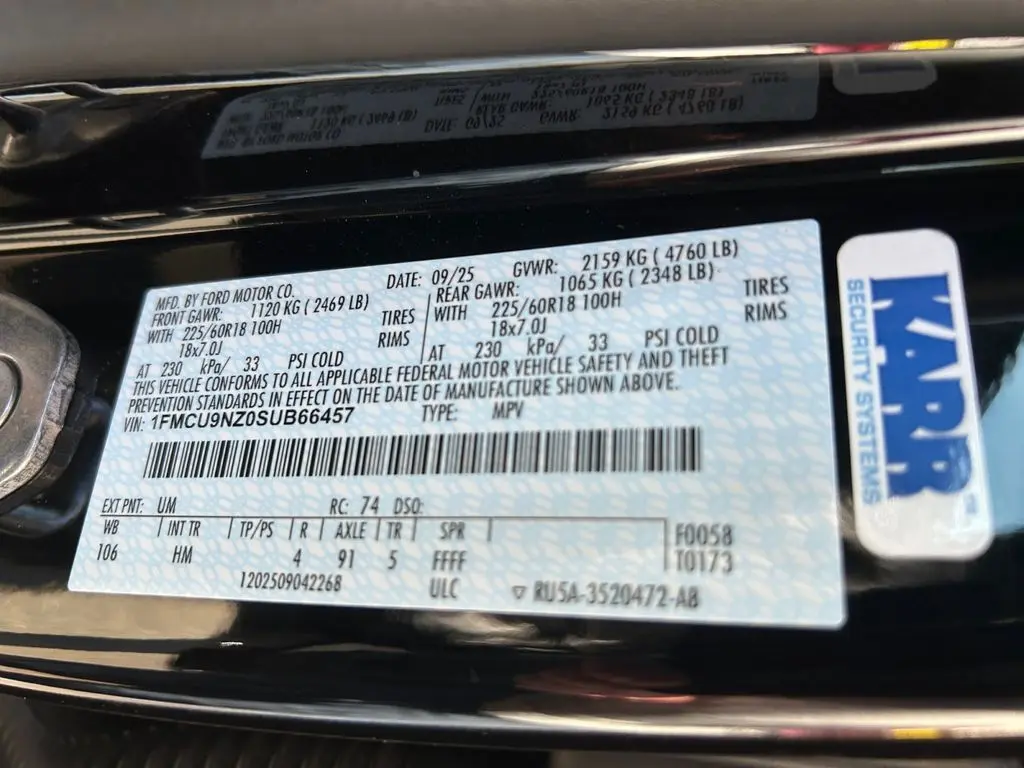 MFD. BY FORD MOTOR CO. DATE: 09/25 GVWR: 2159 KG ( 4760 LB)
FRONT GAWR: 1120 KG ( 2469 LB) REAR GAWR: 1065 KG ( 2348 LB)
WITH 225/60R18 100H TIRES WITH 225/60R18 100H TIRES
18x7.0J RIMS 18x7.0J RIMS
AT 230 kPa/ 33 PSI COLD AT 230 kPa/ 33 PSI COLD
THIS VEHICLE CONFORMS TO ALL APPLICABLE FEDERAL MOTOR VEHICLE SAFETY AND THEFT
PREVENTION STANDARDS IN EFFECT ON THE DATE OF MANUFACTURE SHOWN ABOVE.
VIN: 1FMCU9NZ0SUB66457 TYPE: MPV
EXT PNT: UM RC: 74 DSO:
WB INT TR TP/PS R AXLE TR SPR F0058
106 HM 4 91 5 FFFF T0173
1202509042268 ULC ▽ RU5A-3520472-AB
KARR
SECURITY SYSTEMS